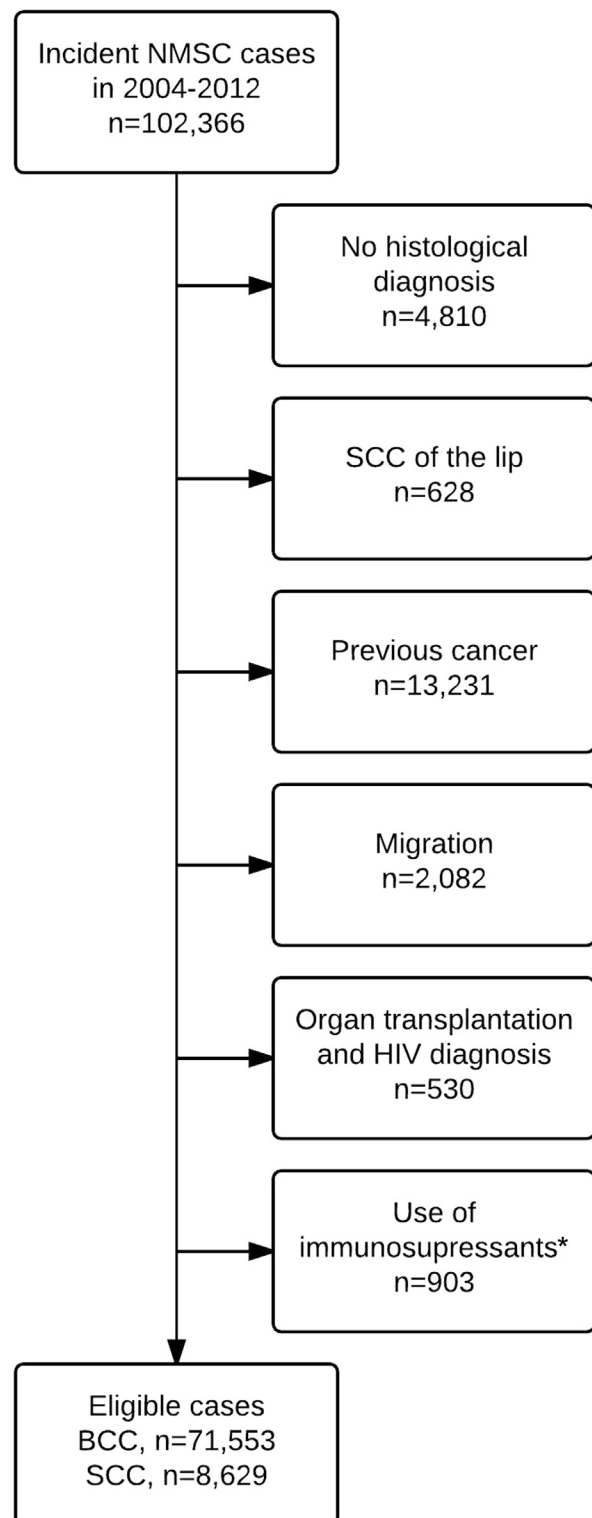 Incident NMSC cases
in 2004-2012
n=102,366
No histological
diagnosis
n=4,810
SCC of the lip
n=628
Previous cancer
n=13,231
Migration
n=2,082
Organ transplantation
and HIV diagnosis
n=530
Use of
immunosupressants*
n=903
Eligible cases
BCC, n=71,553
SCC, n=8,629